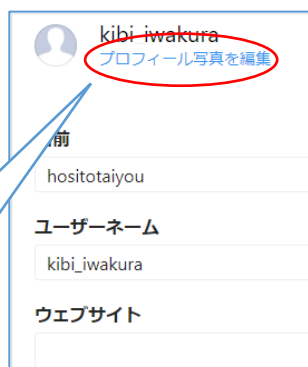 kibi_iwakura
プロフィール写真を編集
名前
hositotaiyou
ユーザーネーム
kibi_iwakura
ウェブサイト